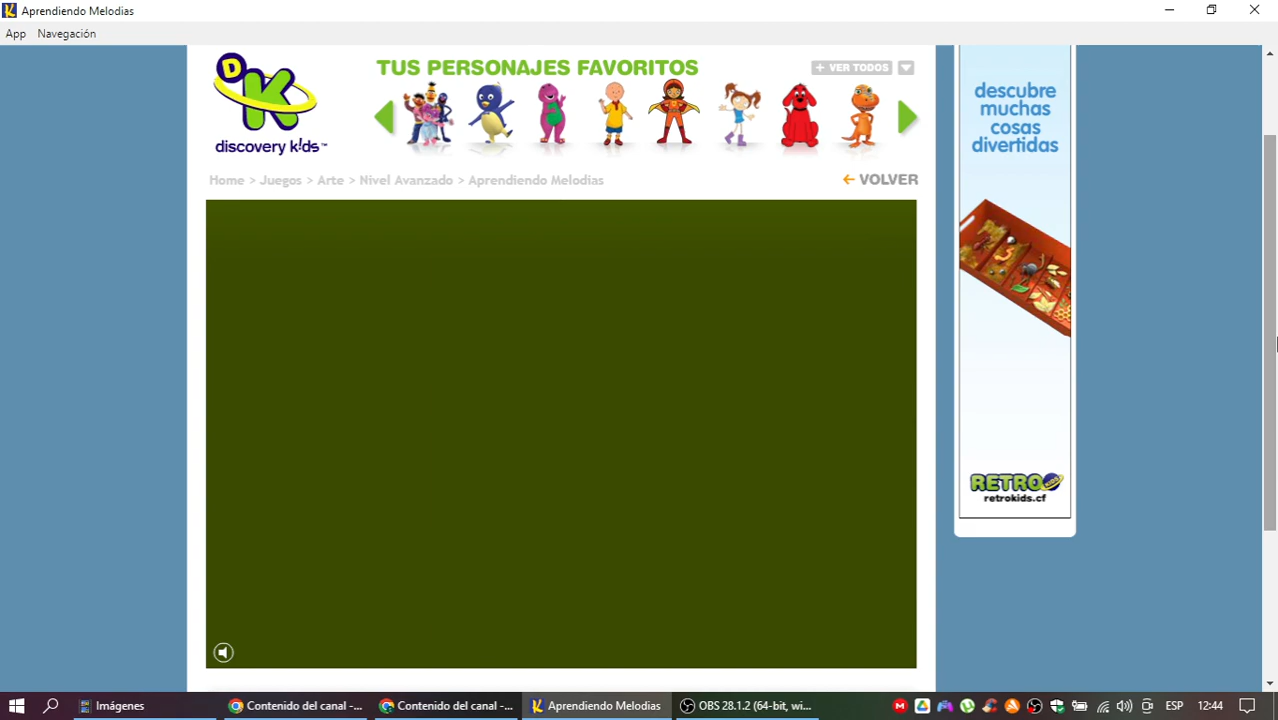 Aprendiendo Melodias
App Navegación
DK
discovery k!ds™
TUS PERSONAJES FAVORITOS
+ VER TODOS
Home > Juegos > Arte > Nivel Avanzado > Aprendiendo Melodias
VOLVER
descubre
muchas
cosas
divertidas
RETRO
retrokids.cf
Imágenes
Contenido del canal -...
Contenido del canal -...
Aprendiendo Melodias
OBS 28.1.2 (64-bit, wi...
ESP
12:44